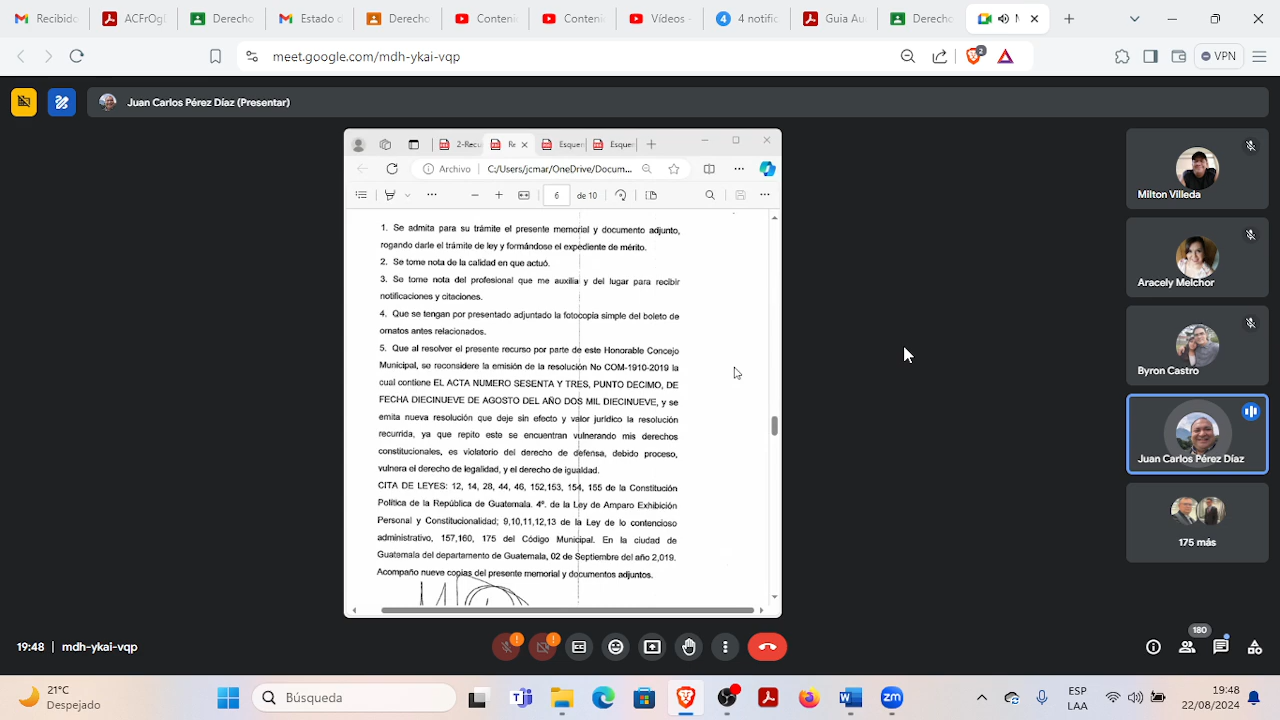 Recibido
ACFrOg
Derecho
Estado d
Derecho
Conteni
Conteni
Vídeos -
4 notific
Guía Au
Derecho
meet.google.com/mdh-ykai-vqp
2
VPN
Juan Carlos Pérez Díaz (Presentar)
2-Recu
Re
Esquer
Esquer
Archivo
C:/Users/jcmar/OneDrive/Docum...
6 de 10
1. Se admita para su trámite el presente memorial y documento adjunto,
rogando darle el trámite de ley y formándose el expediente de mérito.
2. Se tome nota de la calidad en que actuó.
3. Se tome nota del profesional que me auxilia y del lugar para recibir
notificaciones y citaciones.
4. Que se tengan por presentado adjuntado la fotocopia simple del boleto de
ornatos antes relacionados.
5. Que al resolver el presente recurso por parte de este Honorable Concejo
Municipal, se reconsidere la emisión de la resolución No COM-1910-2019 la
cual contiene EL ACTA NUMERO SESENTA Y TRES, PUNTO DECIMO, DE
FECHA DIECINUEVE DE AGOSTO DEL AÑO DOS MIL DIECINUEVE, y se
emita nueva resolución que deje sin efecto y valor jurídico la resolución
recurrida, ya que repito este se encuentran vulnerando mis derechos
constitucionales, es violatorio del derecho de defensa, debido proceso,
vulnera el derecho de legalidad, y el derecho de igualdad.
CITA DE LEYES: 12, 14, 28, 44, 46, 152,153, 154, 155 de la Constitución
Política de la República de Guatemala. 4º. de la Ley de Amparo Exhibición
Personal y Constitucionalidad; 9,10,11,12,13 de la Ley de lo contencioso
administrativo, 157,160, 175 del Código Municipal. En la ciudad de
Guatemala del departamento de Guatemala, 02 de Septiembre del año 2,019.
Acompaño nueve copias del presente memorial y documentos adjuntos.
Milton Villeda
Aracely Melchor
Byron Castro
Juan Carlos Pérez Díaz
175 más
19:48 | mdh-ykai-vqp
180
21°C
Despejado
Búsqueda
ESP
LAA
22/08/2024